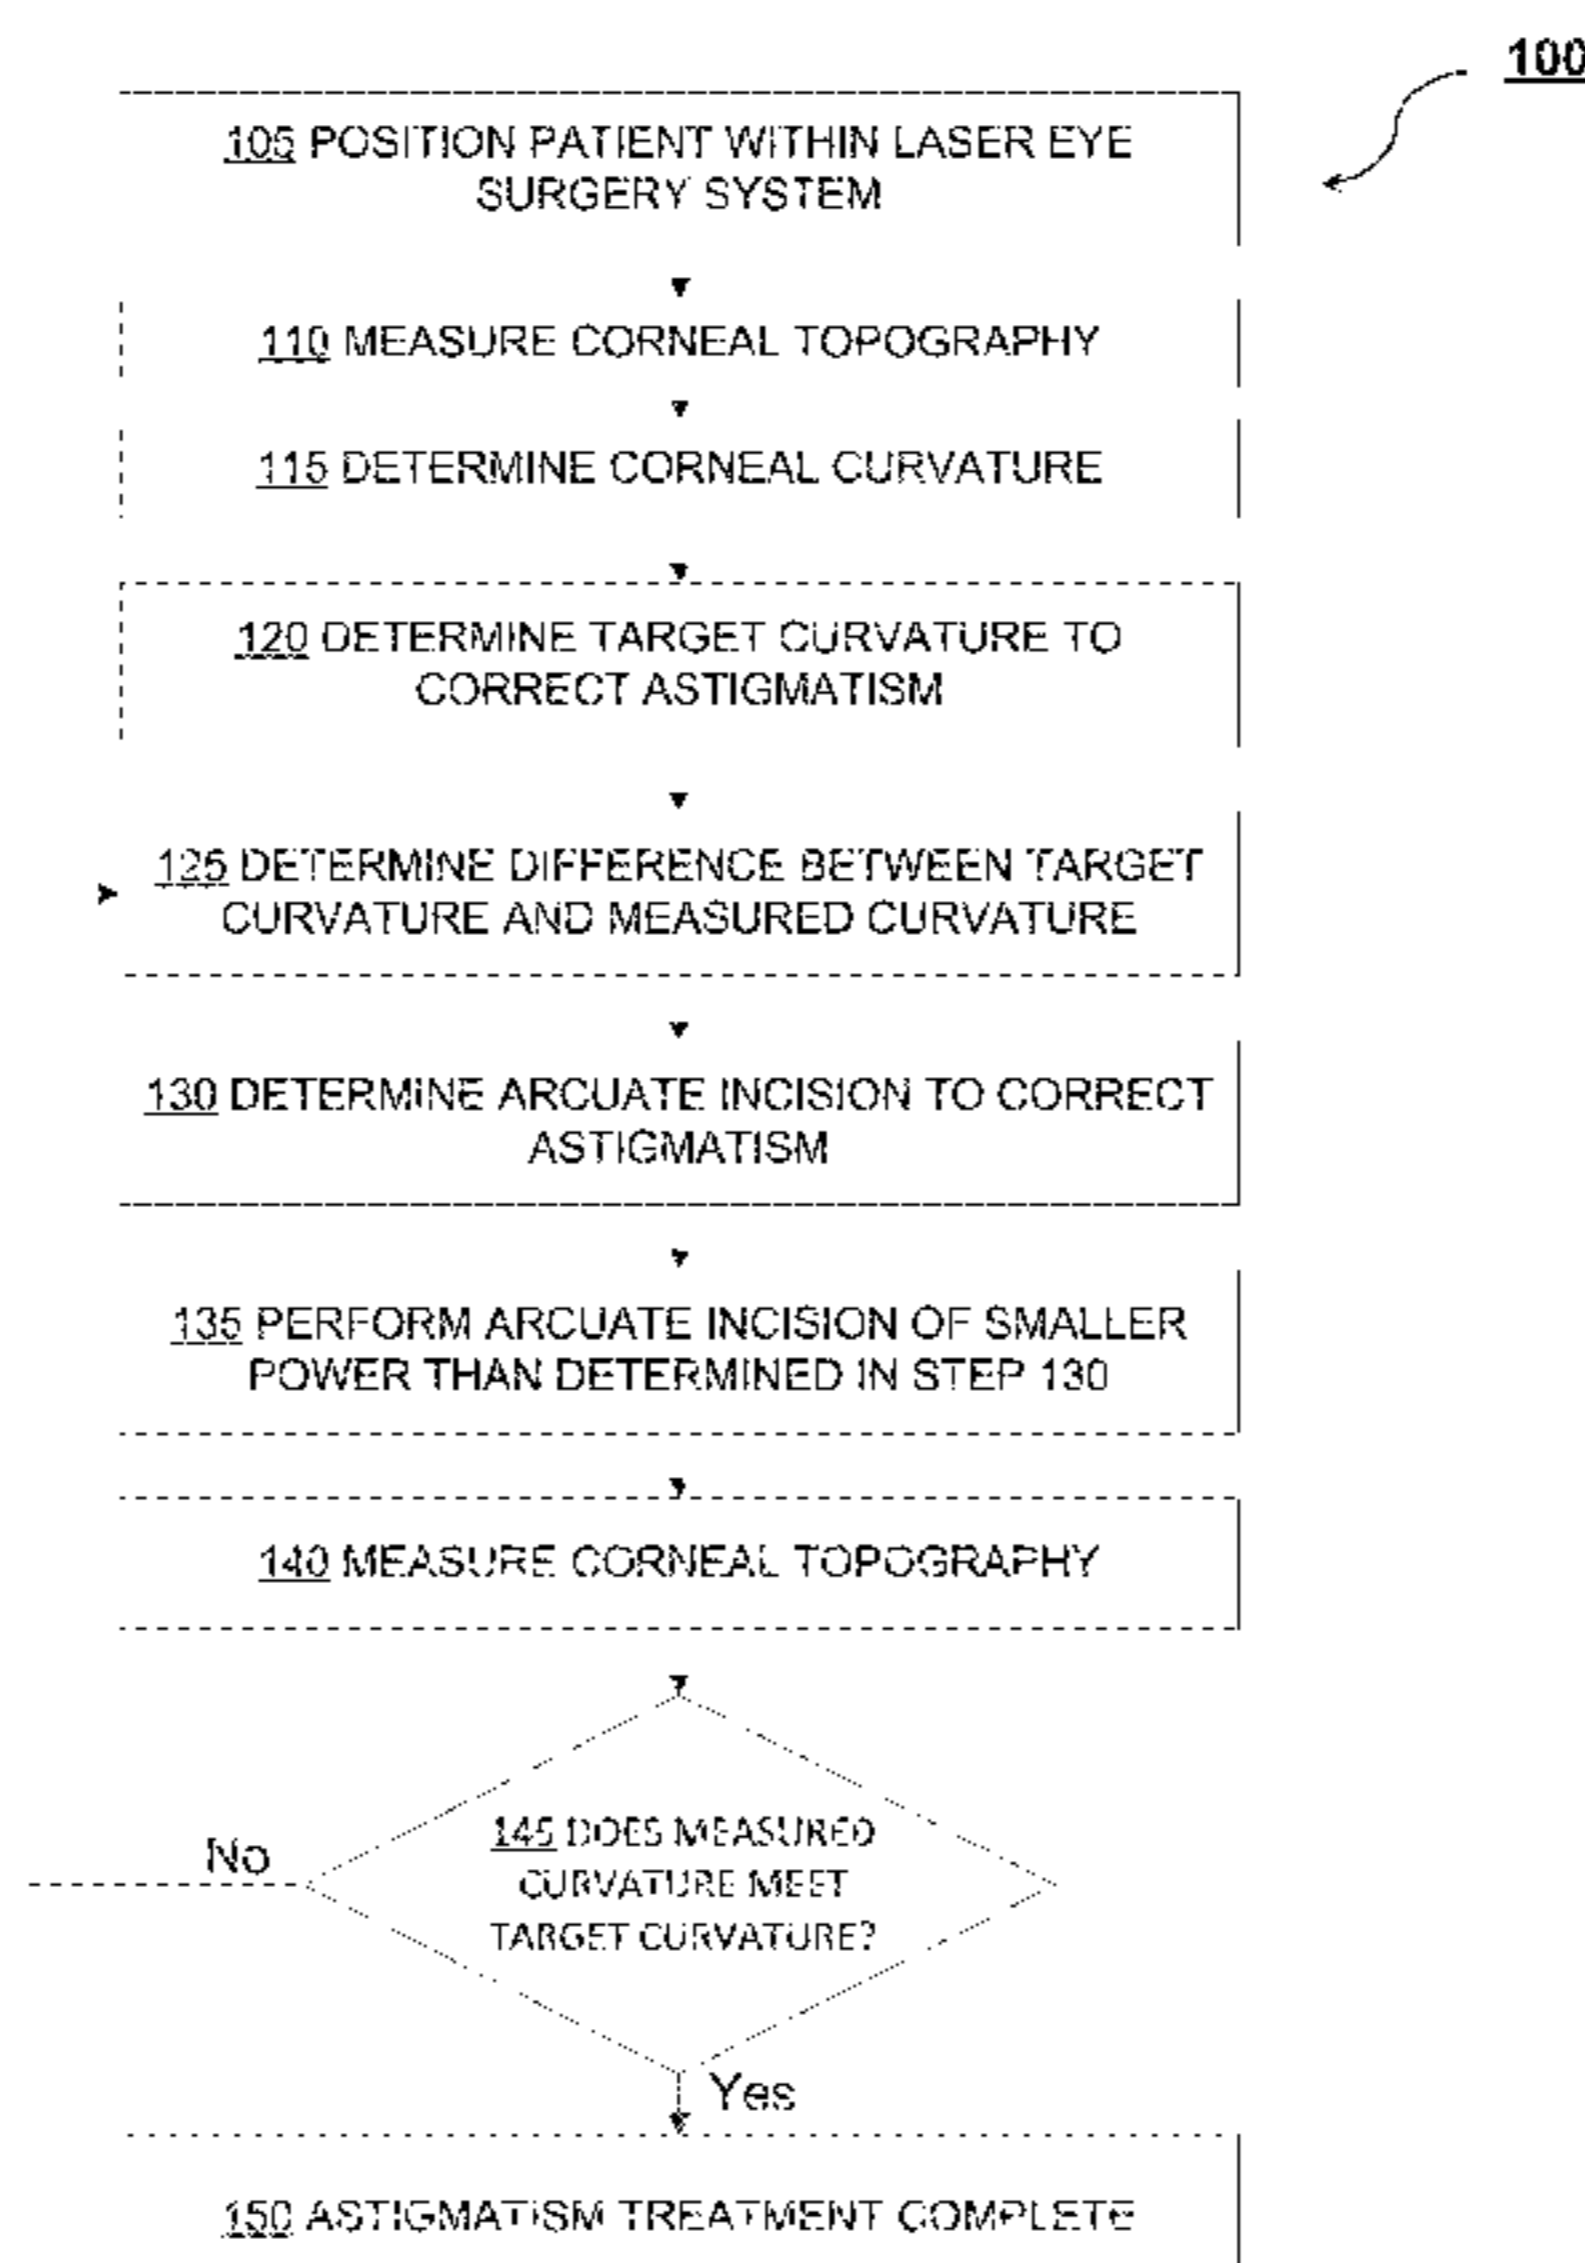 100
105 POSITION PATIENT WITHIN LASER EYE
SURGERY SYSTEM
110 MEASURE CORNEAL TOPOGRAPHY
115 DETERMINE CORNEAL CURVATURE
120 DETERMINE TARGET CURVATURE TO
CORRECT ASTIGMATISM
125 DETERMINE DIFFERENCE BETWEEN TARGET
CURVATURE AND MEASURED CURVATURE
130 DETERMINE ARCUATE INCISION TO CORRECT
ASTIGMATISM
135 PERFORM ARCUATE INCISION OF SMALLER
POWER THAN DETERMINED IN STEP 130
140 MEASURE CORNEAL TOPOGRAPHY
145 DOES MEASURED
CURVATURE MEET
TARGET CURVATURE?
No
Yes
150 ASTIGMATISM TREATMENT COMPLETE